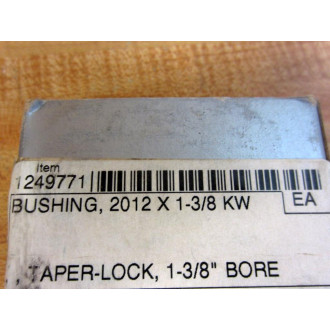 Item
1249771
BUSHING, 2012 X 1-3/8 KW
EA
, TAPER-LOCK, 1-3/8" BORE